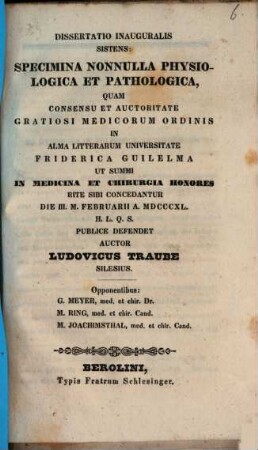 6.
DISSERTATIO INAUGURALIS
SISTENS:
SPECIMINA NONNULLA PHYSIO-
LOGICA ET PATHOLOGICA,
QUAM
CONSENSU ET AUCTORITATE
GRATIOSI MEDICORUM ORDINIS
IN
ALMA LITTERARUM UNIVERSITATE
FRIDERICA GUILELMA
UT SUMMI
IN MEDICINA ET CHIRURGIA HONORES
RITE SIBI CONCEDANTUR
DIE III. M. FEBRUARII A. MDCCCXL.
H. L. Q. S.
PUBLICE DEFENDET
AUCTOR
LUDOVICUS TRAUBE
SILESIUS.
Opponentibus:
G. MEYER, med. et chir. Dr.
M. RING, med. et chir. Cand.
M. JOACHIMSTHAL, med. et chir. Cand.
BEROLINI,
Typis Fratrum Schlesinger.